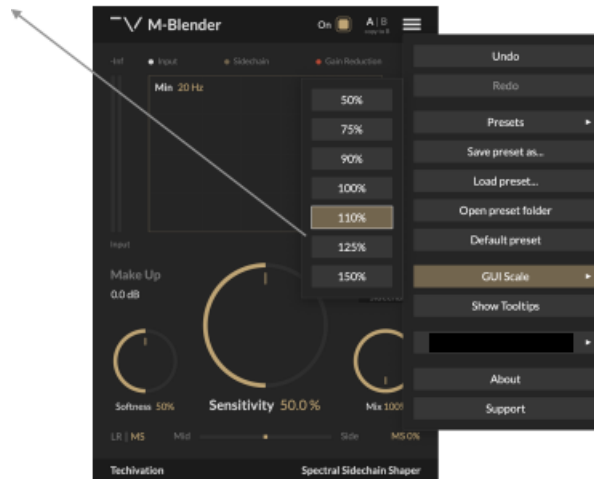 M-Blender
On
A | B
copy to B
-Inf
Input
Sidechain
Gain Reduction
Min 20 Hz
Undo
Redo
Presets
Save preset as...
Load preset...
Open preset folder
Default preset
GUI Scale
Show Tooltips
About
Support
50%
75%
90%
100%
110%
125%
150%
Input
Make Up
0.0 dB
Softness 50%
Sensitivity 50.0 %
Mix 100%
LR | MS
Mid
Side
MS 0%
Techivation
Spectral Sidechain Shaper